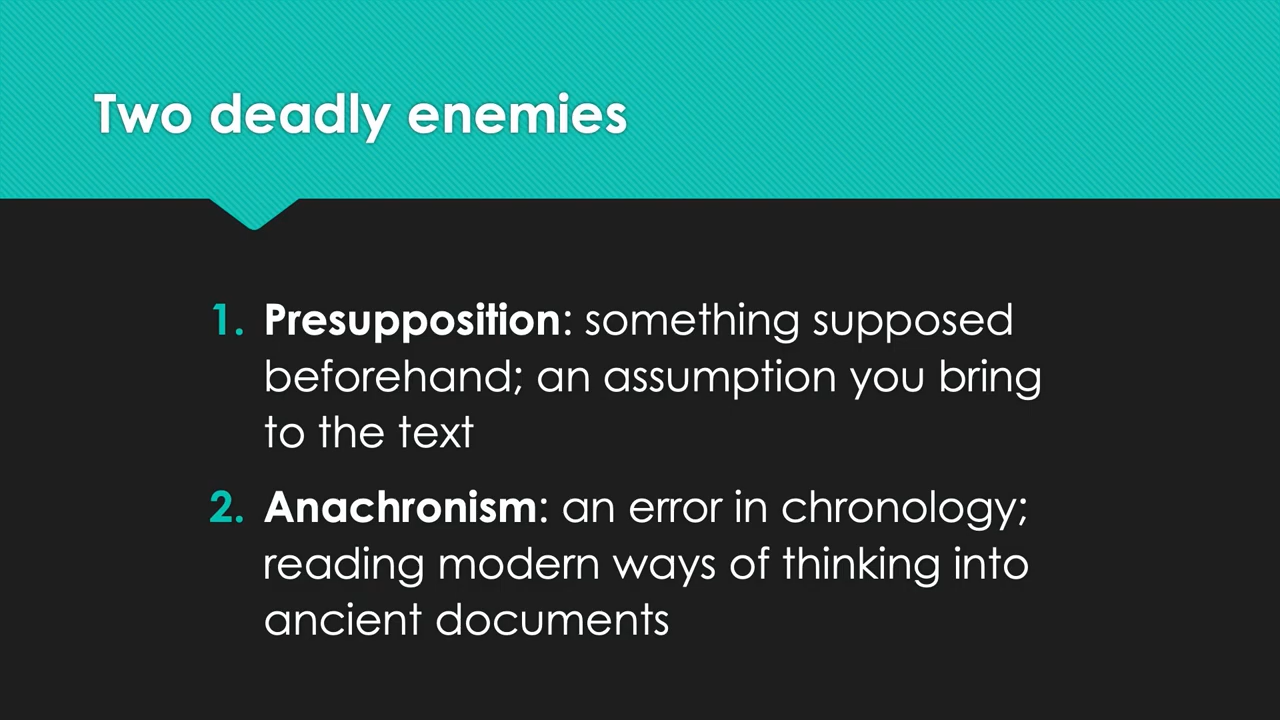 Two deadly enemies
1. Presupposition: something supposed
beforehand; an assumption you bring
to the text
2. Anachronism: an error in chronology;
reading modern ways of thinking into
ancient documents